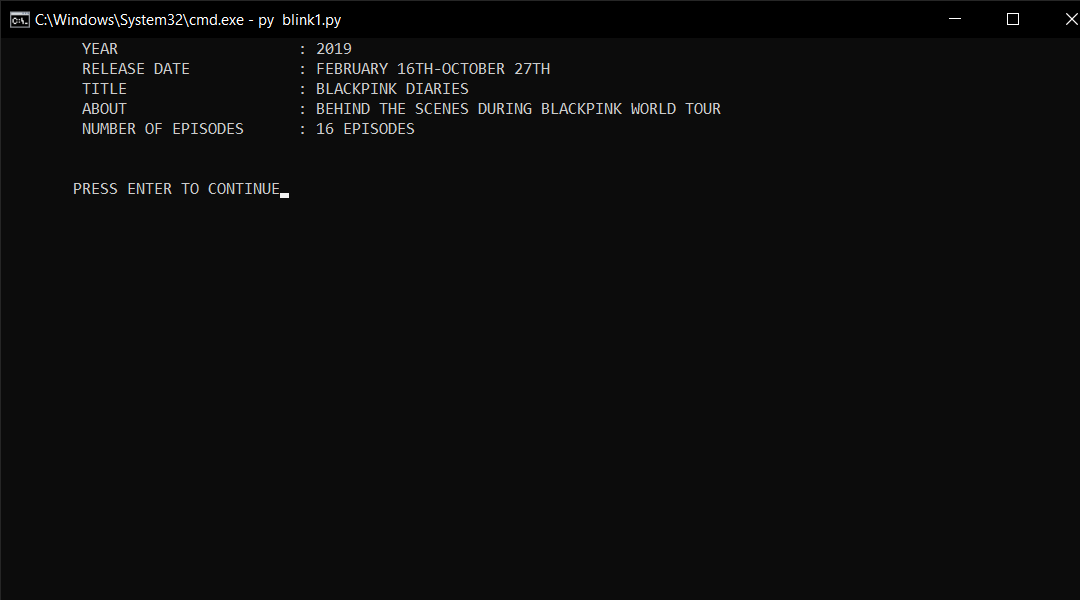 C:\Windows\System32\cmd.exe - py  blink1.py
YEAR : 2019
RELEASE DATE : FEBRUARY 16TH-OCTOBER 27TH
TITLE : BLACKPINK DIARIES
ABOUT : BEHIND THE SCENES DURING BLACKPINK WORLD TOUR
NUMBER OF EPISODES : 16 EPISODES
PRESS ENTER TO CONTINUE